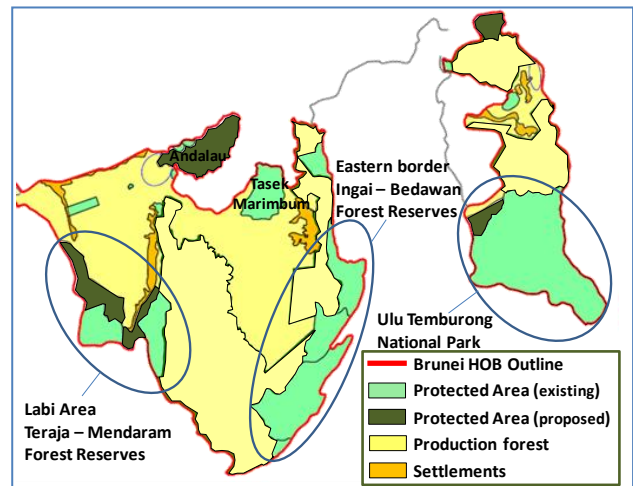 Andalau
Tasek
Marimbum
Eastern border
Ingai – Bedawan
Forest Reserves
Ulu Temburong
National Park
Labi Area
Teraja – Mendaram
Forest Reserves
Brunei HOB Outline
Protected Area (existing)
Protected Area (proposed)
Production forest
Settlements